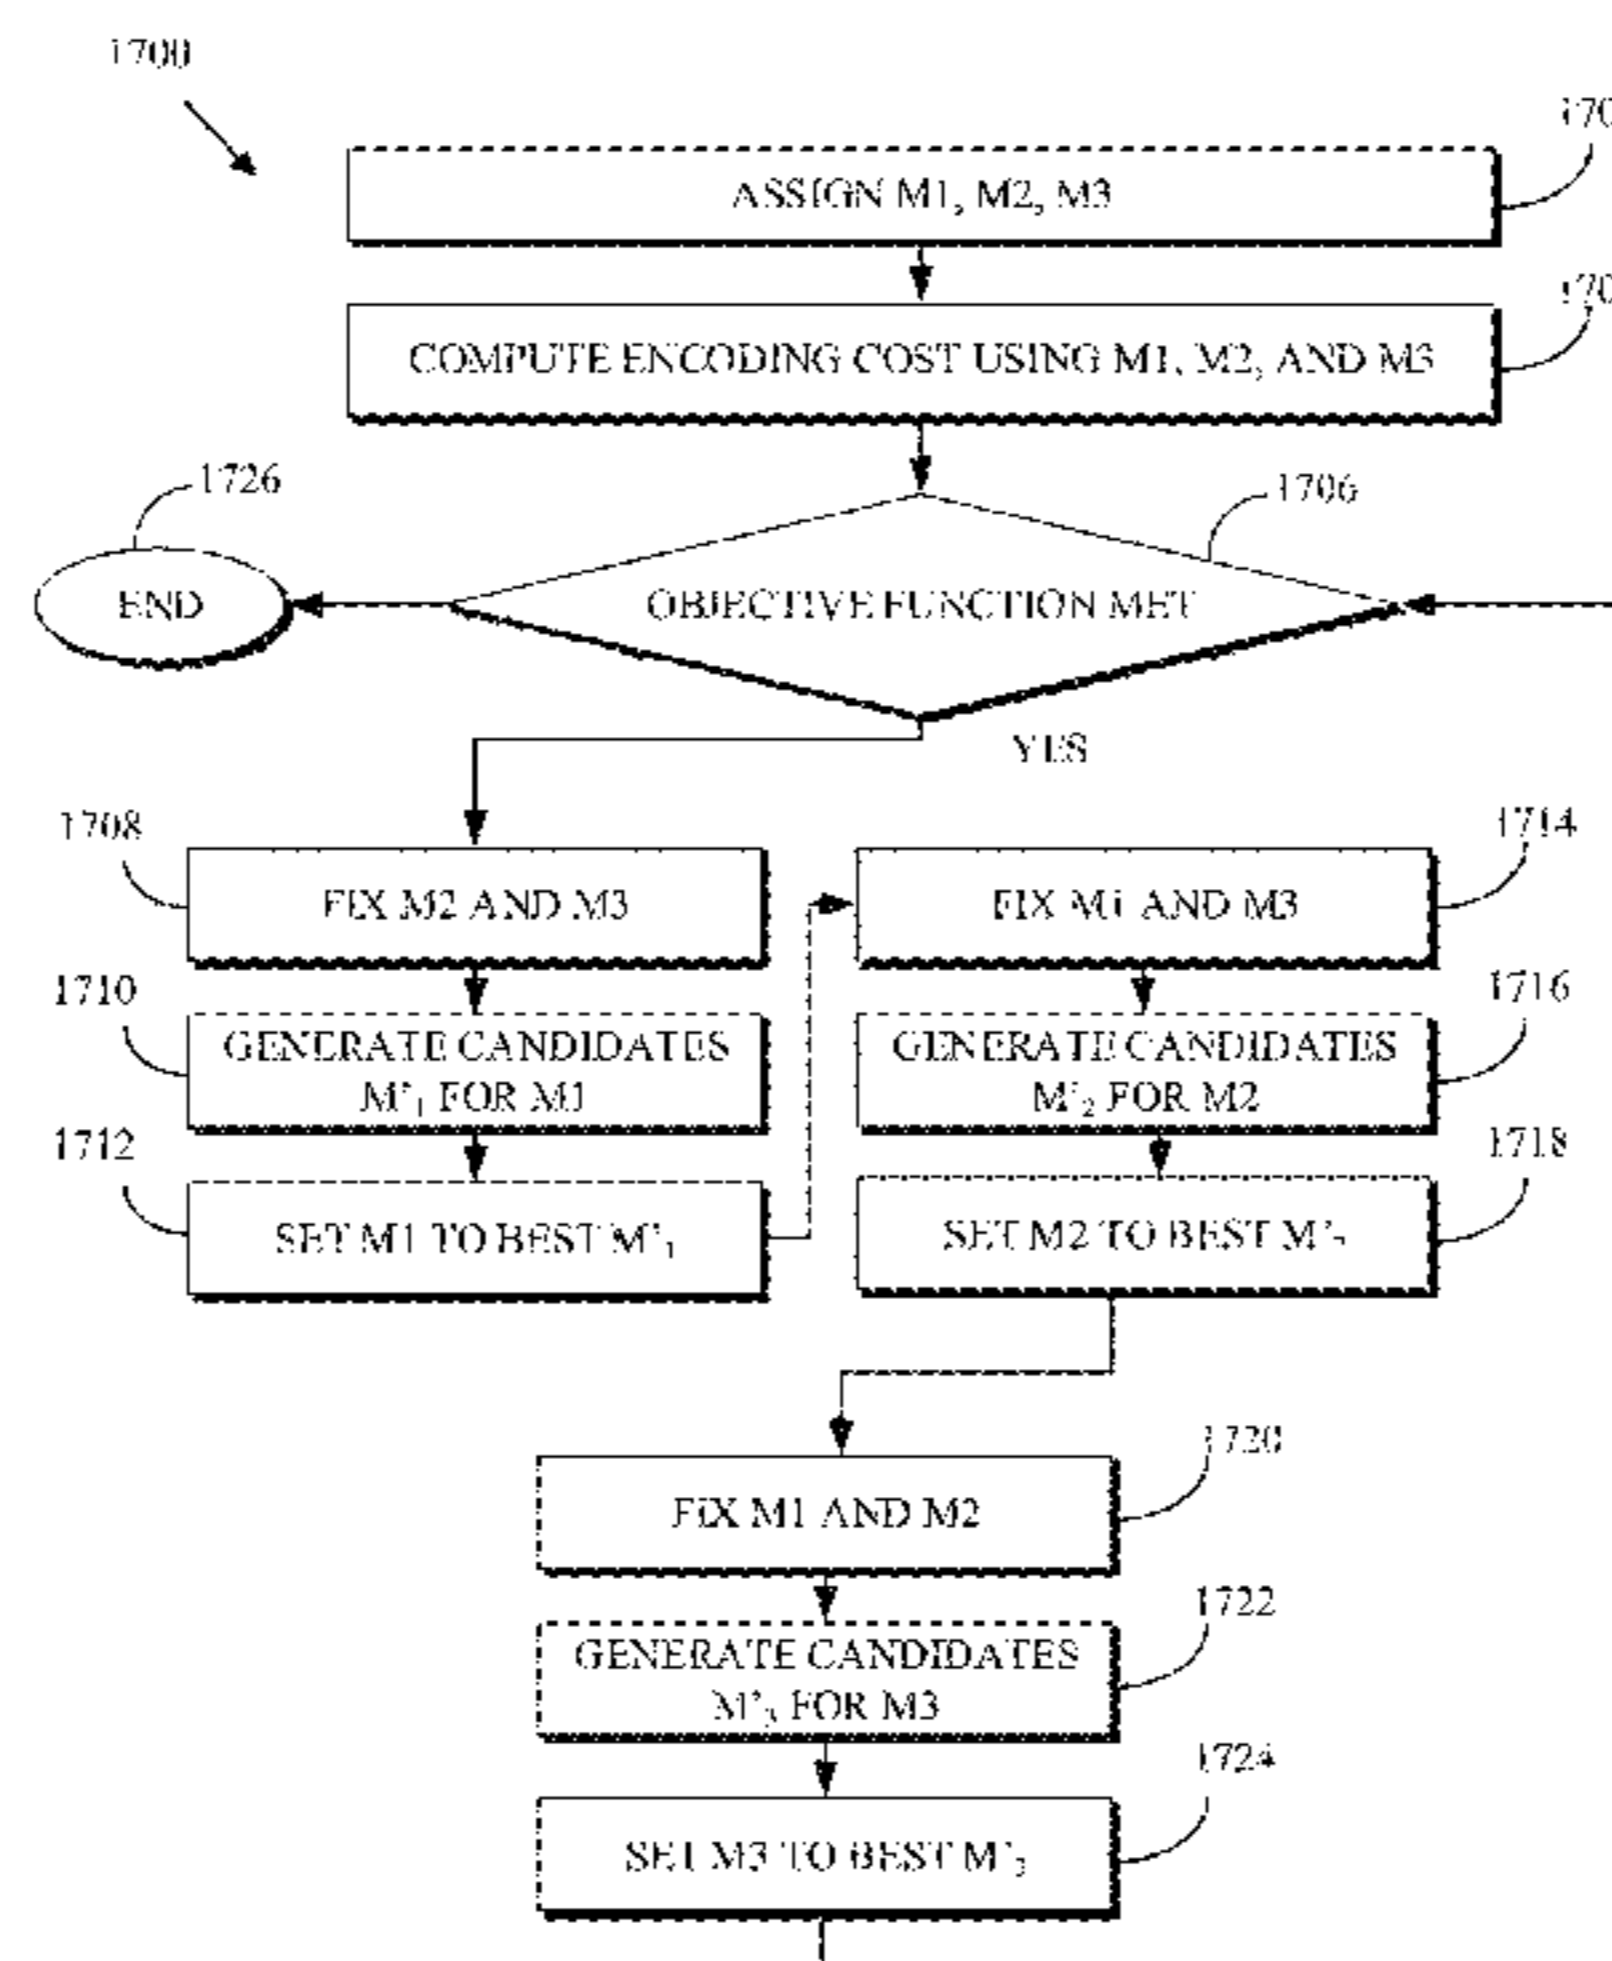 1700
170
ASSIGN M1, M2, M3
170
COMPUTE ENCODING COST USING M1, M2, AND M3
1726
1706
END
OBJECTIVE FUNCTION MET
YES
1708
1714
FIX M2 AND M3
FIX M1 AND M3
1710
1716
GENERATE CANDIDATES
M'₁ FOR M1
GENERATE CANDIDATES
M'₂ FOR M2
1712
1718
SET M1 TO BEST M'₁
SET M2 TO BEST M'₂
1720
FIX M1 AND M2
1722
GENERATE CANDIDATES
M'₃ FOR M3
1724
SET M3 TO BEST M'₃